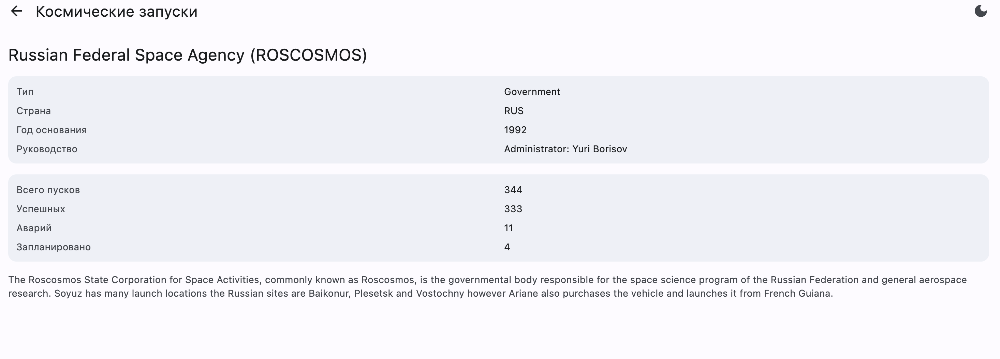 Космические запуски
Russian Federal Space Agency (ROSCOSMOS)
Тип Government
Страна RUS
Год основания 1992
Руководство Administrator: Yuri Borisov
Всего пусков 344
Успешных 333
Аварий 11
Запланировано 4
The Roscosmos State Corporation for Space Activities, commonly known as Roscosmos, is the governmental body responsible for the space science program of the Russian Federation and general aerospace
research. Soyuz has many launch locations the Russian sites are Baikonur, Plesetsk and Vostochny however Ariane also purchases the vehicle and launches it from French Guiana.